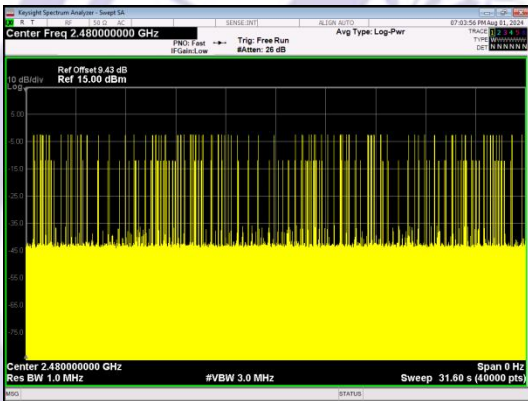 Keysight Spectrum Analyzer - Swept SA
R T RF 50 Ω AC SENSE:INT ALIGN AUTO 07:03:56 PM Aug 01, 2024
Center Freq 2.480000000 GHz Avg Type: Log-Pwr TRACE 1 2 3 4 5
PNO: Fast Trig: Free Run TYPE
IFGain:Low #Atten: 26 dB DET N N N N N N
Ref Offset 9.43 dB
10 dB/div Ref 15.00 dBm
Log
5.00
-5.00
-15.0
-25.0
-35.0
-45.0
-55.0
-65.0
-75.0
Center 2.480000000 GHz Span 0 Hz
Res BW 1.0 MHz #VBW 3.0 MHz Sweep 31.60 s (40000 pts)
MSG STATUS